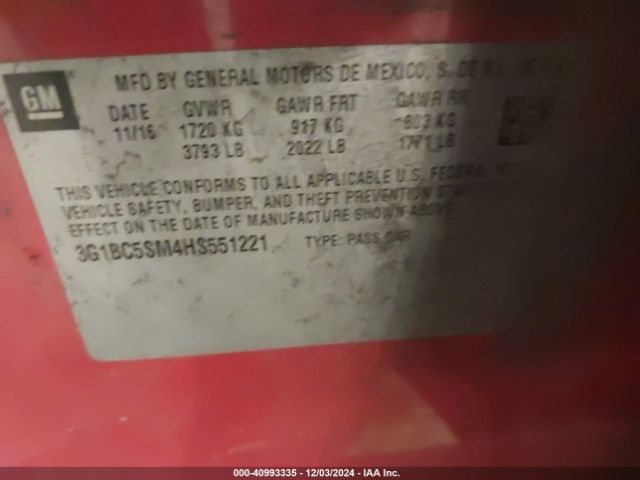 GM
MFD BY GENERAL MOTORS DE MEXICO, S. DE R.L. DE
DATE GVWR GAWR FRT GAWR RR
11/16 1720 KG 917 KG 803 KG
3793 LB 2022 LB 1771 LB
THIS VEHICLE CONFORMS TO ALL APPLICABLE U.S. FEDERAL
VEHICLE SAFETY, BUMPER, AND THEFT PREVENTION
EFFECT ON THE DATE OF MANUFACTURE SHOWN ABOVE.
3G1BC5SM4HS551221 TYPE: PASS CAR
000-40993335 - 12/03/2024 - IAA Inc.